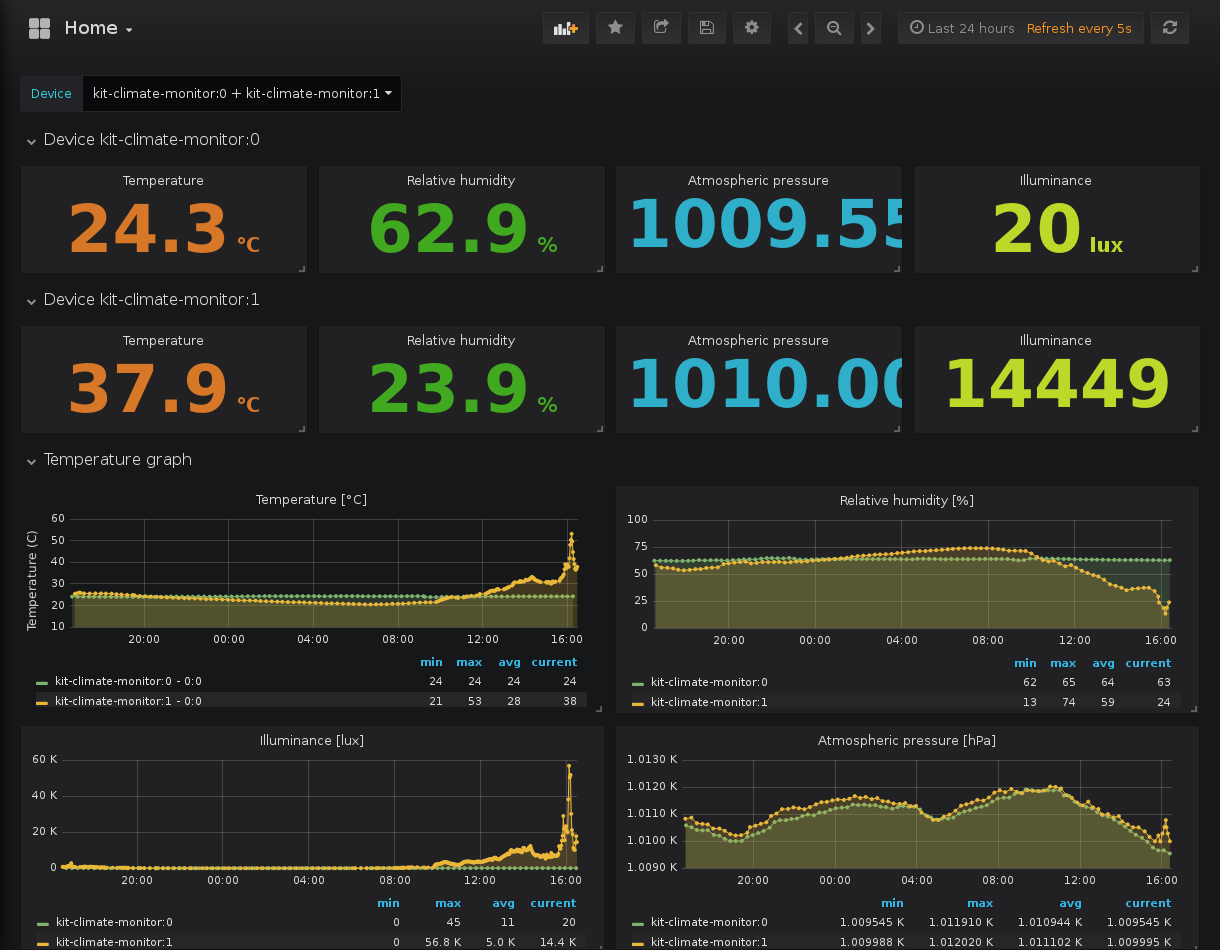 Home
Last 24 hours Refresh every 5s
Device kit-climate-monitor:0 + kit-climate-monitor:1
Device kit-climate-monitor:0
Temperature Relative humidity Atmospheric pressure Illuminance
24.3 °C 62.9 % 1009.55 20 lux
Device kit-climate-monitor:1
Temperature Relative humidity Atmospheric pressure Illuminance
37.9 °C 23.9 % 1010.00 14449
Temperature graph
Temperature [°C]
Temperature (C)
60
50
40
30
20
10
20:00 00:00 04:00 08:00 12:00 16:00
min max avg current
kit-climate-monitor:0 - 0:0 24 24 24 24
kit-climate-monitor:1 - 0:0 21 53 28 38
Relative humidity [%]
100
75
50
25
0
20:00 00:00 04:00 08:00 12:00 16:00
min max avg current
kit-climate-monitor:0 62 65 64 63
kit-climate-monitor:1 13 74 59 24
Illuminance [lux]
60 K
40 K
20 K
0
20:00 00:00 04:00 08:00 12:00 16:00
min max avg current
kit-climate-monitor:0 0 45 11 20
kit-climate-monitor:1 0 56.8 K 5.0 K 14.4 K
Atmospheric pressure [hPa]
1.0130 K
1.0120 K
1.0110 K
1.0100 K
1.0090 K
20:00 00:00 04:00 08:00 12:00 16:00
min max avg current
kit-climate-monitor:0 1.009545 K 1.011910 K 1.010944 K 1.009545 K
kit-climate-monitor:1 1.009988 K 1.012020 K 1.011102 K 1.009995 K